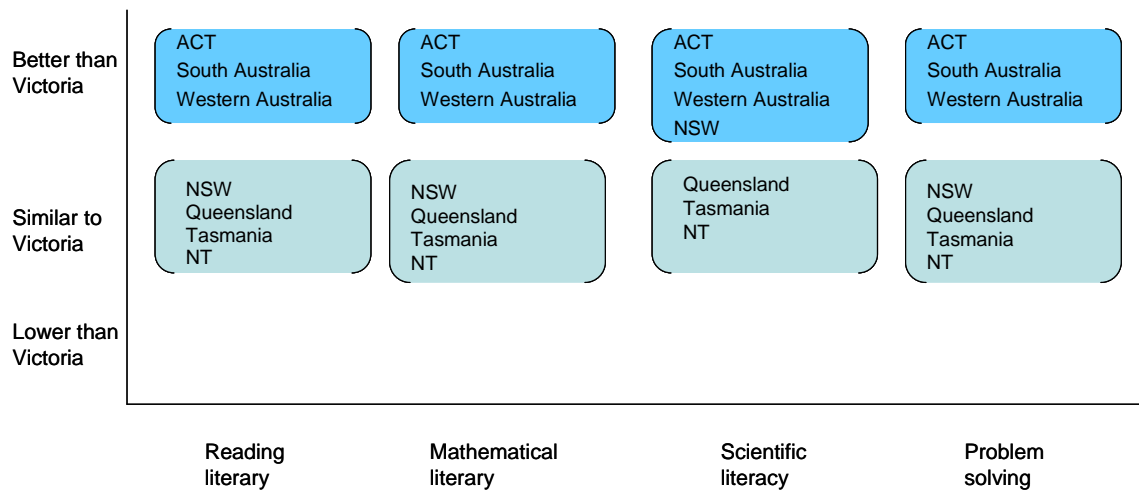 Better than
Victoria
ACT
South Australia
Western Australia
ACT
South Australia
Western Australia
ACT
South Australia
Western Australia
NSW
ACT
South Australia
Western Australia
Similar to
Victoria
NSW
Queensland
Tasmania
NT
NSW
Queensland
Tasmania
NT
Queensland
Tasmania
NT
NSW
Queensland
Tasmania
NT
Lower than
Victoria
Reading
literary
Mathematical
literary
Scientific
literacy
Problem
solving